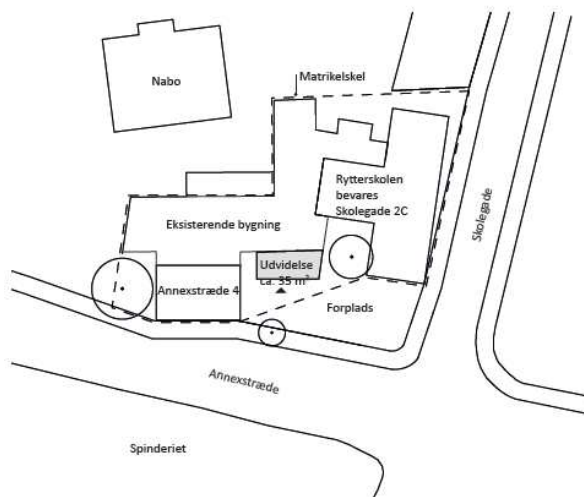 Matrikelskel
Nabo
Rytterskolen
bevares
Skolegade 2C
Skolegade
Eksisterende bygning
Udvidelse
ca. 35 m²
Annexstræde 4
Forplads
Annexstræde
Spinderiet